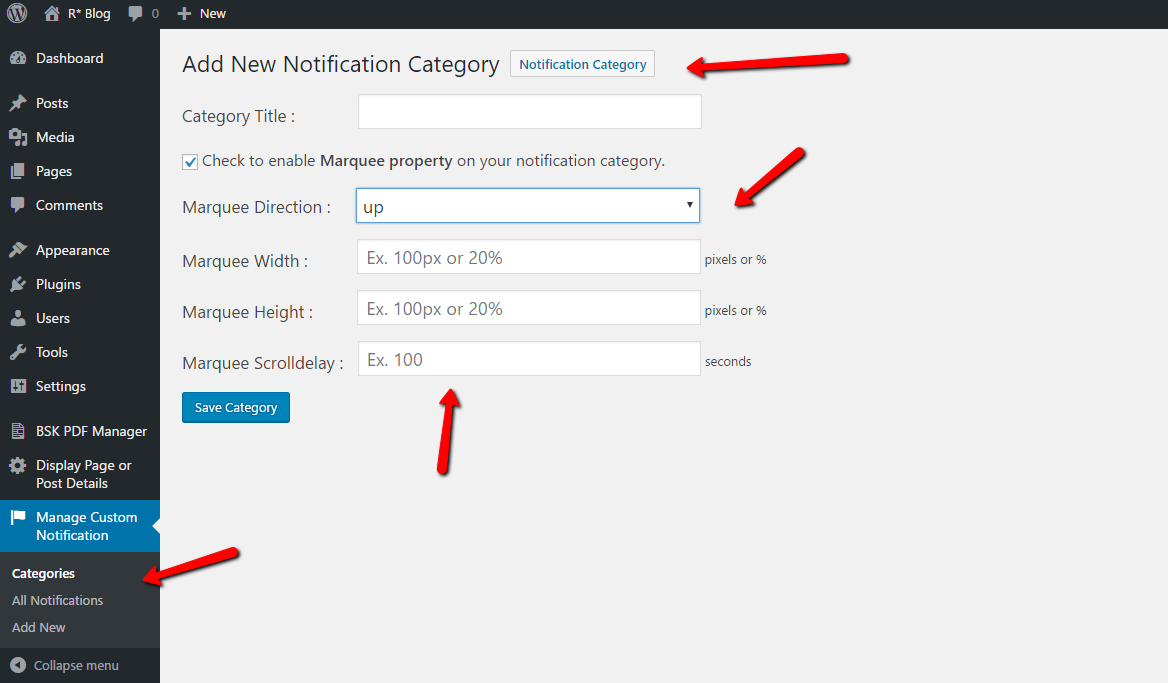 R* Blog 0 New
Dashboard
Posts
Media
Pages
Comments
Appearance
Plugins
Users
Tools
Settings
BSK PDF Manager
Display Page or
Post Details
Manage Custom
Notification
Categories
All Notifications
Add New
Collapse menu
Add New Notification Category Notification Category
Category Title :
Check to enable Marquee property on your notification category.
Marquee Direction : up
Marquee Width : Ex. 100px or 20% pixels or %
Marquee Height : Ex. 100px or 20% pixels or %
Marquee Scrolldelay : Ex. 100 seconds
Save Category